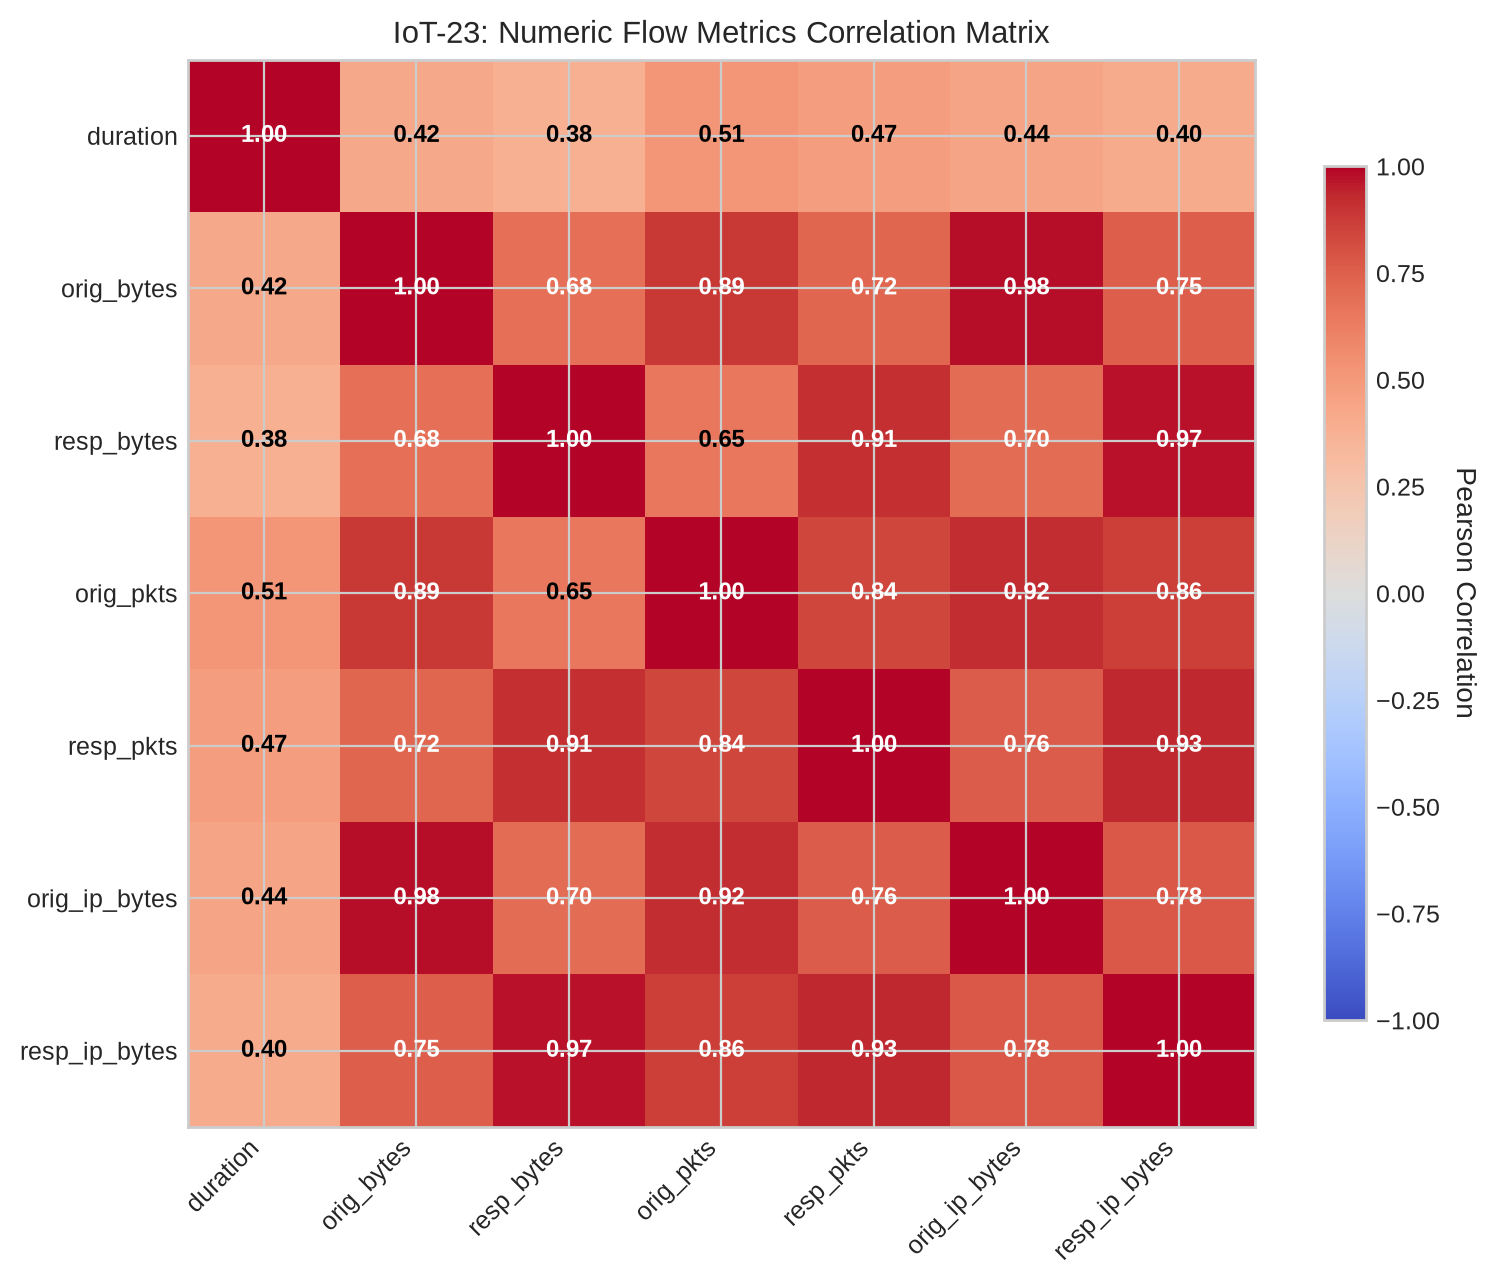 IoT-23: Numeric Flow Metrics Correlation Matrix
duration 1.00 0.42 0.38 0.51 0.47 0.44 0.40
orig_bytes 0.42 1.00 0.68 0.89 0.72 0.98 0.75
resp_bytes 0.38 0.68 1.00 0.65 0.91 0.70 0.97
orig_pkts 0.51 0.89 0.65 1.00 0.84 0.92 0.86
resp_pkts 0.47 0.72 0.91 0.84 1.00 0.76 0.93
orig_ip_bytes 0.44 0.98 0.70 0.92 0.76 1.00 0.78
resp_ip_bytes 0.40 0.75 0.97 0.86 0.93 0.78 1.00
duration orig_bytes resp_bytes orig_pkts resp_pkts orig_ip_bytes resp_ip_bytes
1.00
0.75
0.50
0.25
0.00
−0.25
−0.50
−0.75
−1.00
Pearson Correlation